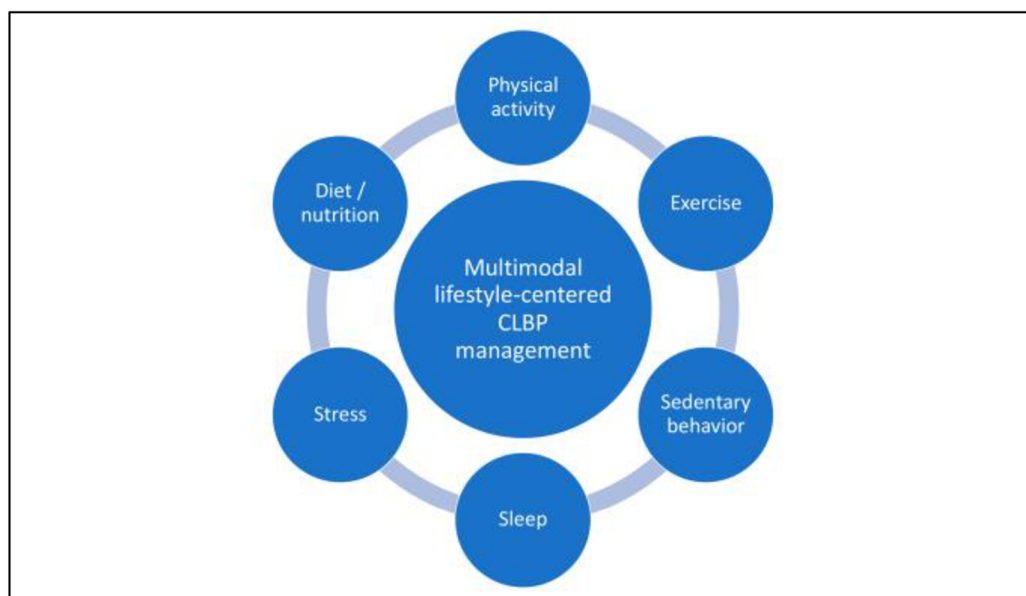 Physical
activity
Exercise
Sedentary
behavior
Sleep
Stress
Diet /
nutrition
Multimodal
lifestyle-centered
CLBP
management